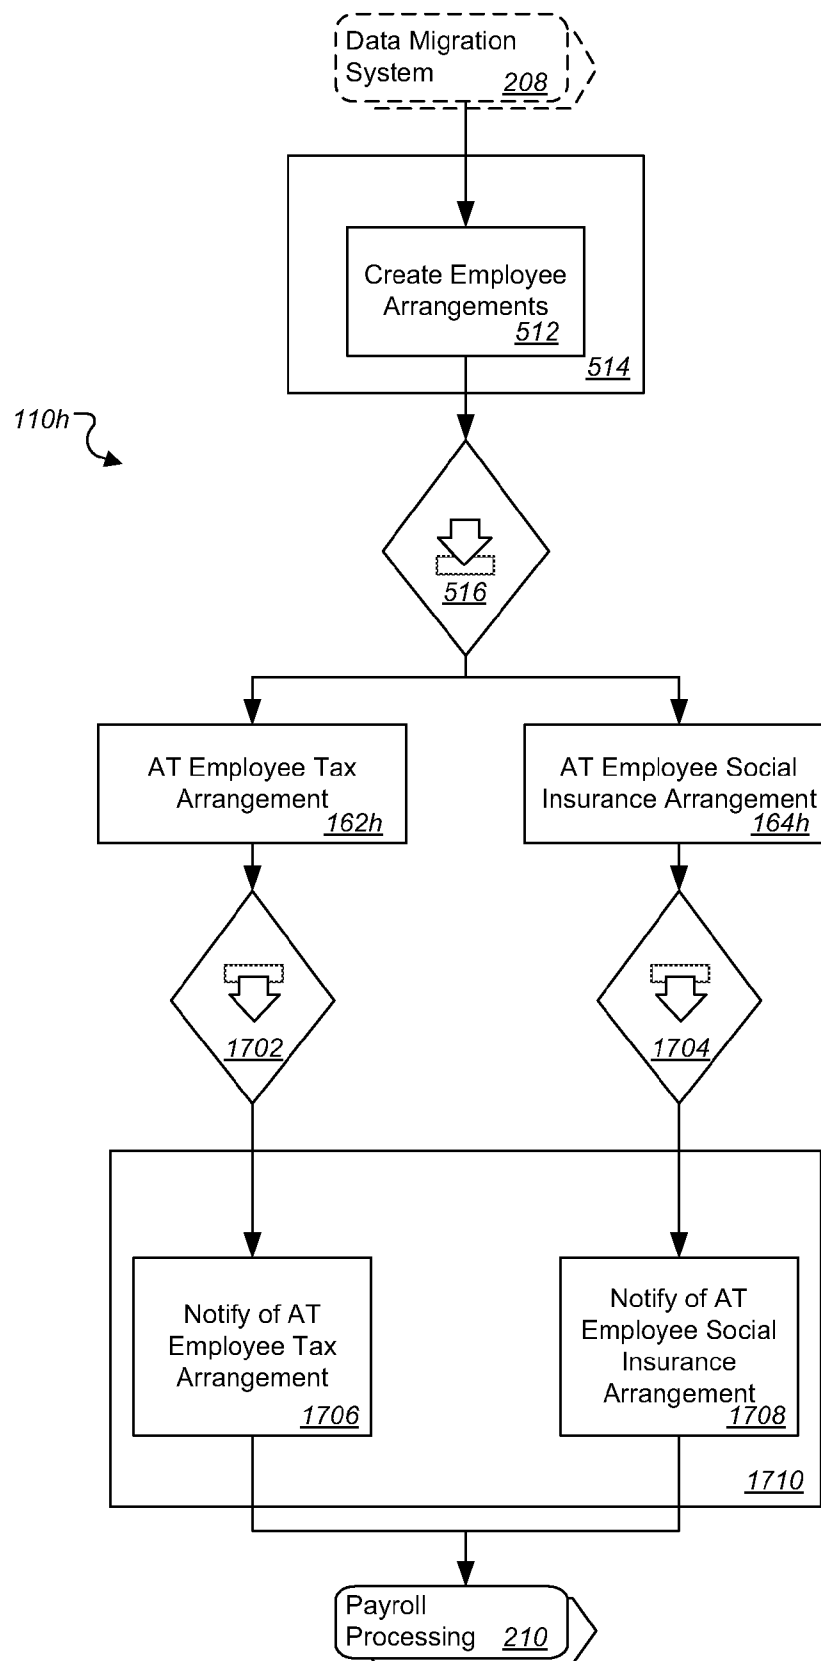 Data Migration
System
208
Create Employee
Arrangements
512
514
110h
516
AT Employee Tax
Arrangement
162h
AT Employee Social
Insurance Arrangement
164h
1702
1704
Notify of AT
Employee Tax
Arrangement
1706
Notify of AT
Employee Social
Insurance
Arrangement
1708
1710
Payroll
Processing
210